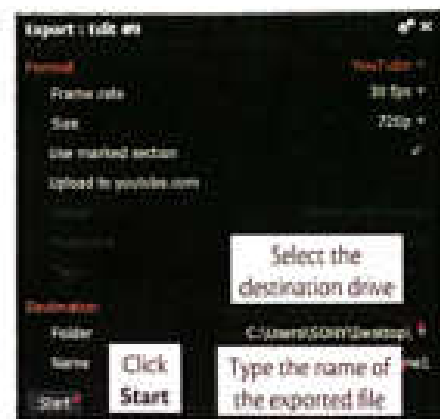 Export : Edit #9
Format YouTube
Frame rate 30 fps
Size 720p
Use marked section ✓
Upload to youtube.com
Select the
destination drive
Destination
Folder C:\Users\SONY\Desktop\
Name
Click
Start
Type the name of
the exported file
Start